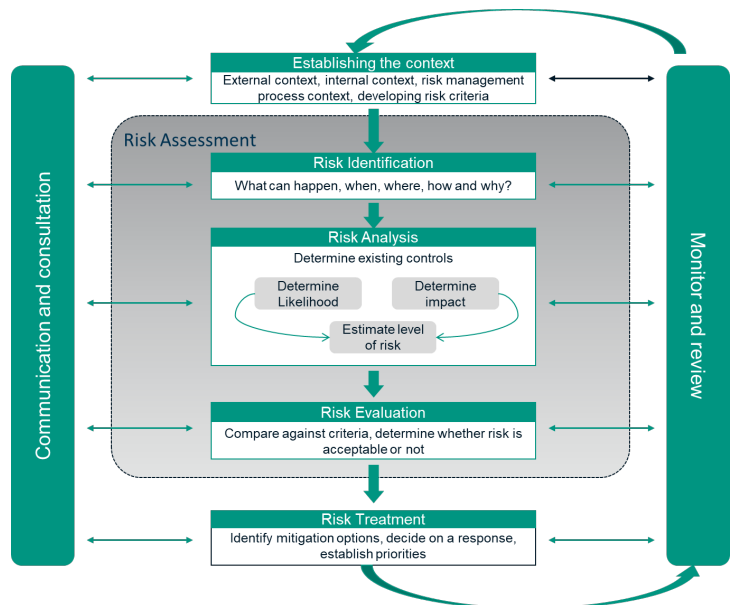 Establishing the context
External context, internal context, risk management
process context, developing risk criteria
Communication and consultation
Monitor and review
Risk Assessment
Risk Identification
What can happen, when, where, how and why?
Risk Analysis
Determine existing controls
Determine
Likelihood
Determine
impact
Estimate level
of risk
Risk Evaluation
Compare against criteria, determine whether risk is
acceptable or not
Risk Treatment
Identify mitigation options, decide on a response,
establish priorities